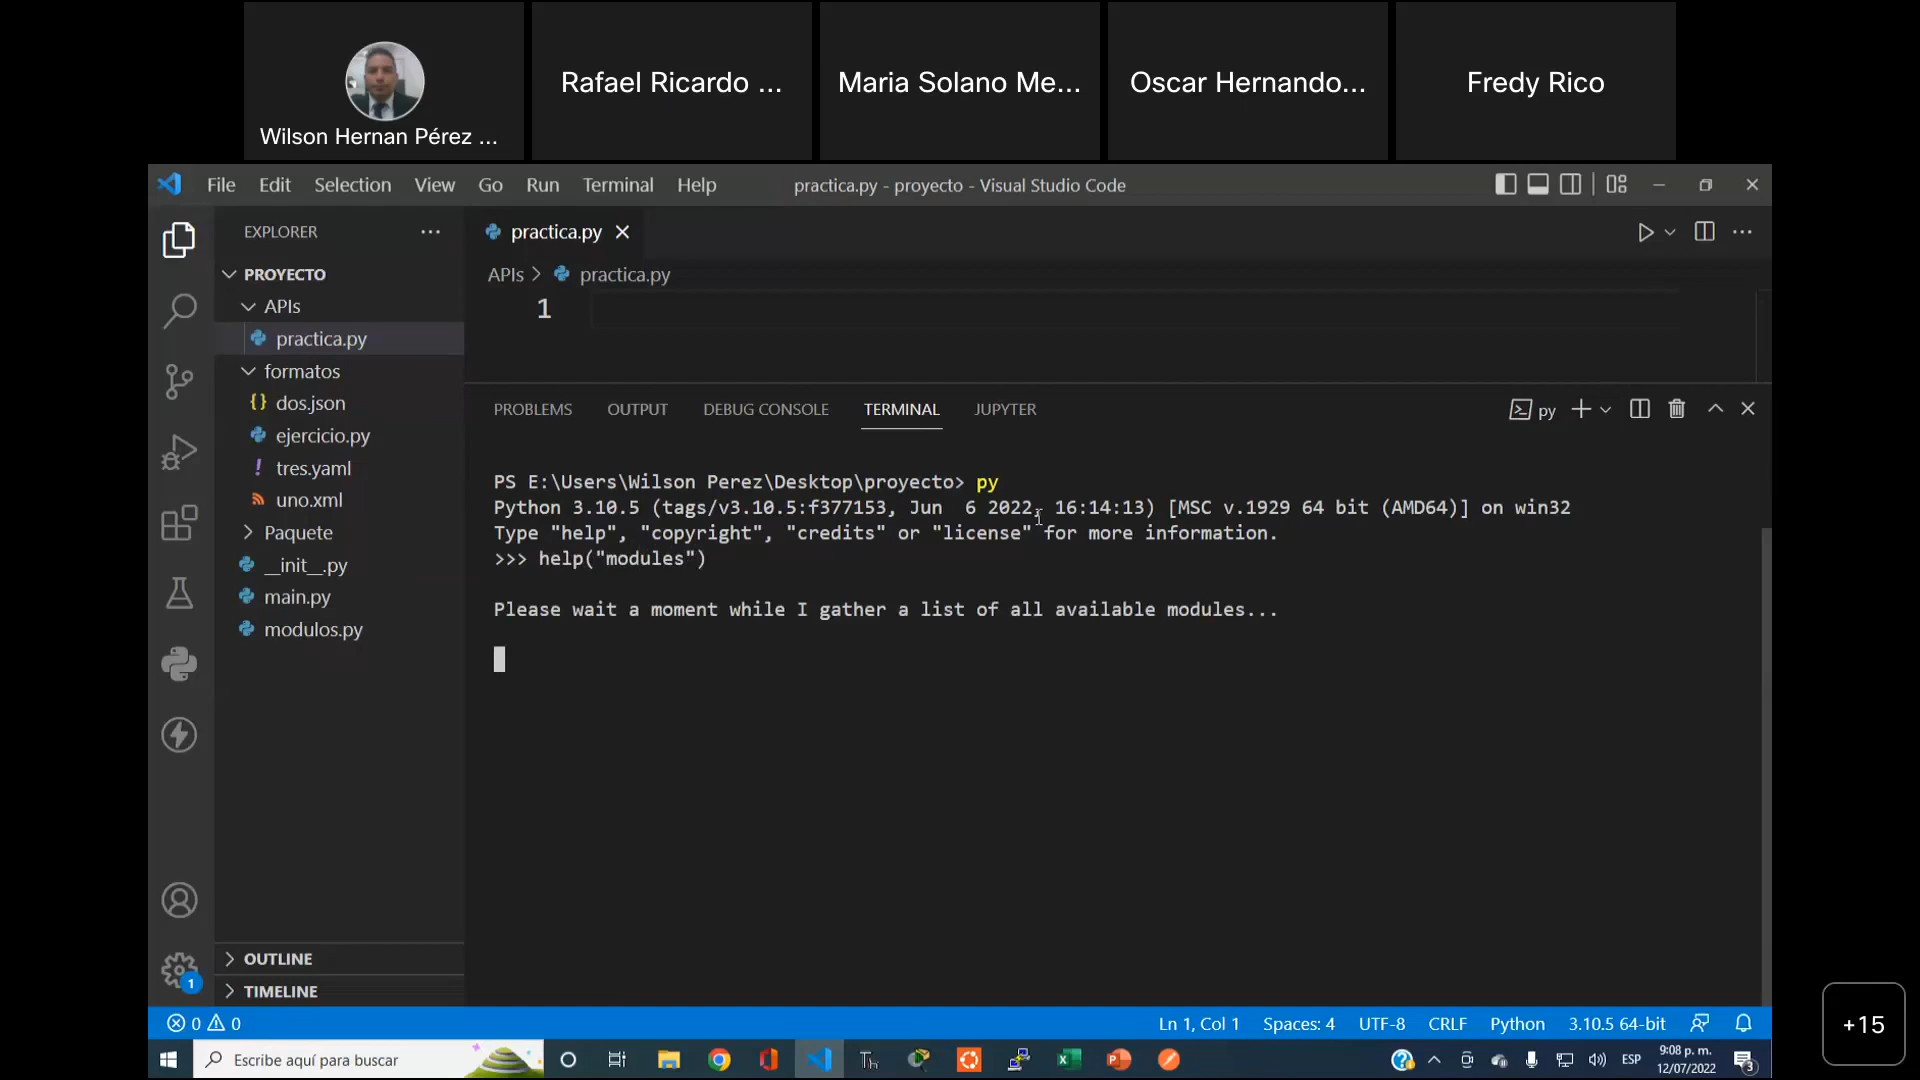 Wilson Hernan Pérez ...
Rafael Ricardo ...
Maria Solano Me...
Oscar Hernando...
Fredy Rico
File Edit Selection View Go Run Terminal Help practica.py - proyecto - Visual Studio Code
EXPLORER
PROYECTO
APIs
practica.py
formatos
dos.json
ejercicio.py
tres.yaml
uno.xml
Paquete
__init__.py
main.py
modulos.py
OUTLINE
TIMELINE
practica.py
APIs > practica.py
1
PROBLEMS OUTPUT DEBUG CONSOLE TERMINAL JUPYTER
py
PS E:\Users\Wilson Perez\Desktop\proyecto> py
Python 3.10.5 (tags/v3.10.5:f377153, Jun  6 2022, 16:14:13) [MSC v.1929 64 bit (AMD64)] on win32
Type "help", "copyright", "credits" or "license" for more information.
>>> help("modules")
Please wait a moment while I gather a list of all available modules...
1
0 0
Ln 1, Col 1 Spaces: 4 UTF-8 CRLF Python 3.10.5 64-bit
+15
Escribe aquí para buscar
ESP
9:08 p. m.
12/07/2022
3